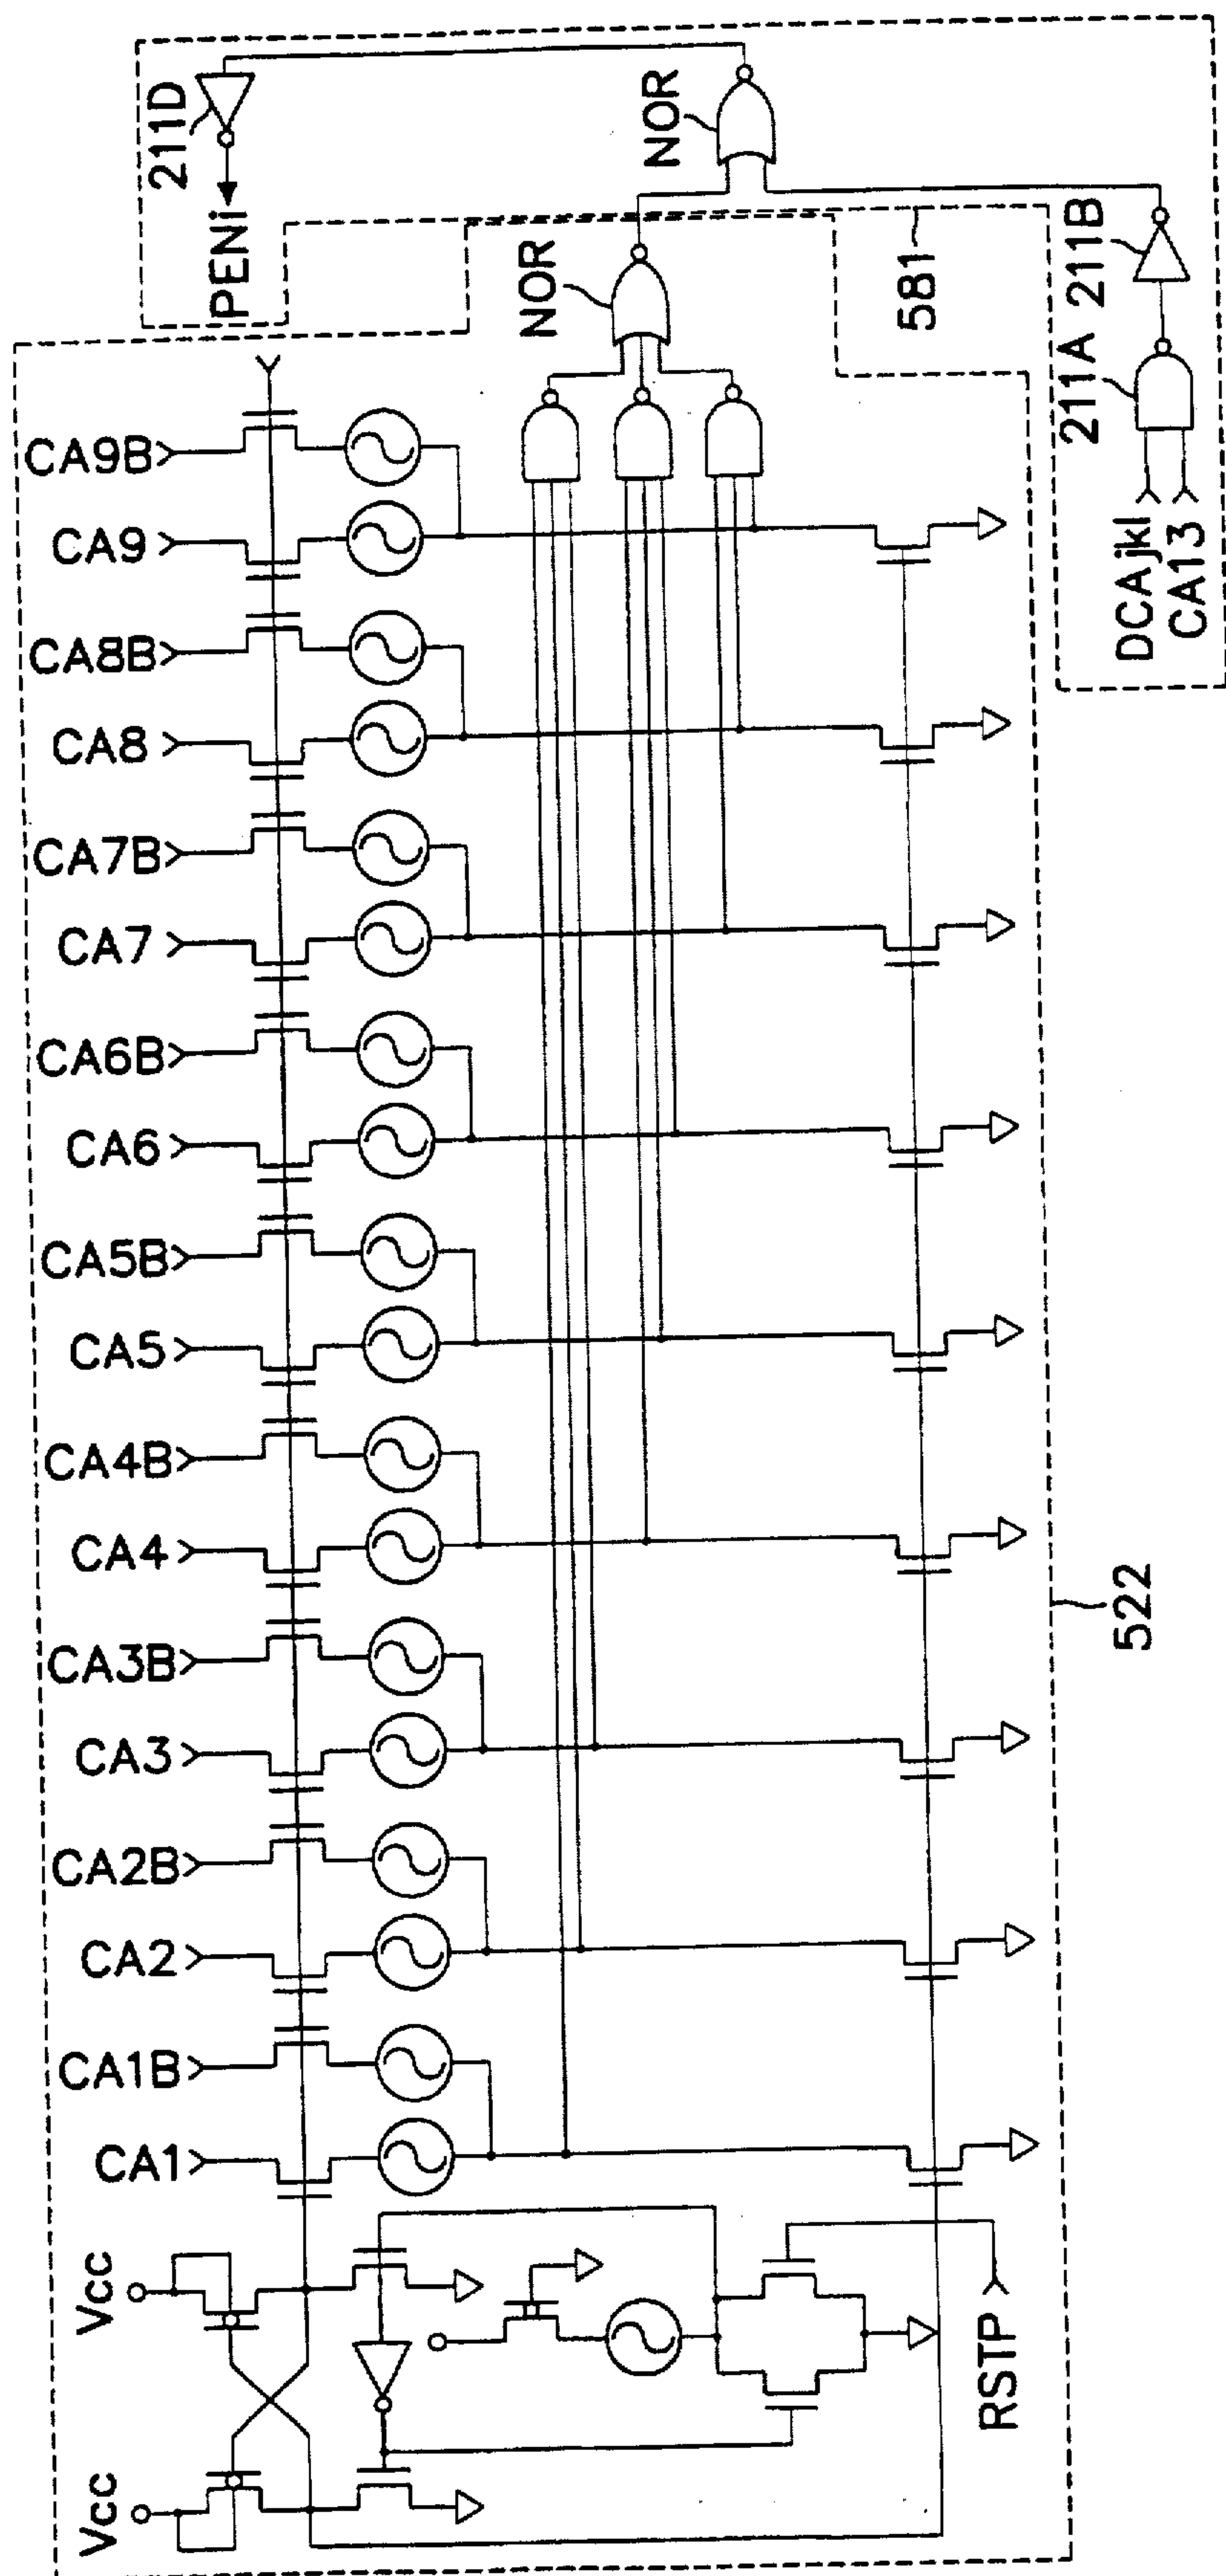 211D
PENi
NOR
NOR
581
211A
211B
DCAjkl
CA13
CA9B
CA9
CA8B
CA8
CA7B
CA7
CA6B
CA6
CA5B
CA5
CA4B
CA4
CA3B
CA3
CA2B
CA2
CA1B
CA1
522
Vcc
Vcc
RSTP